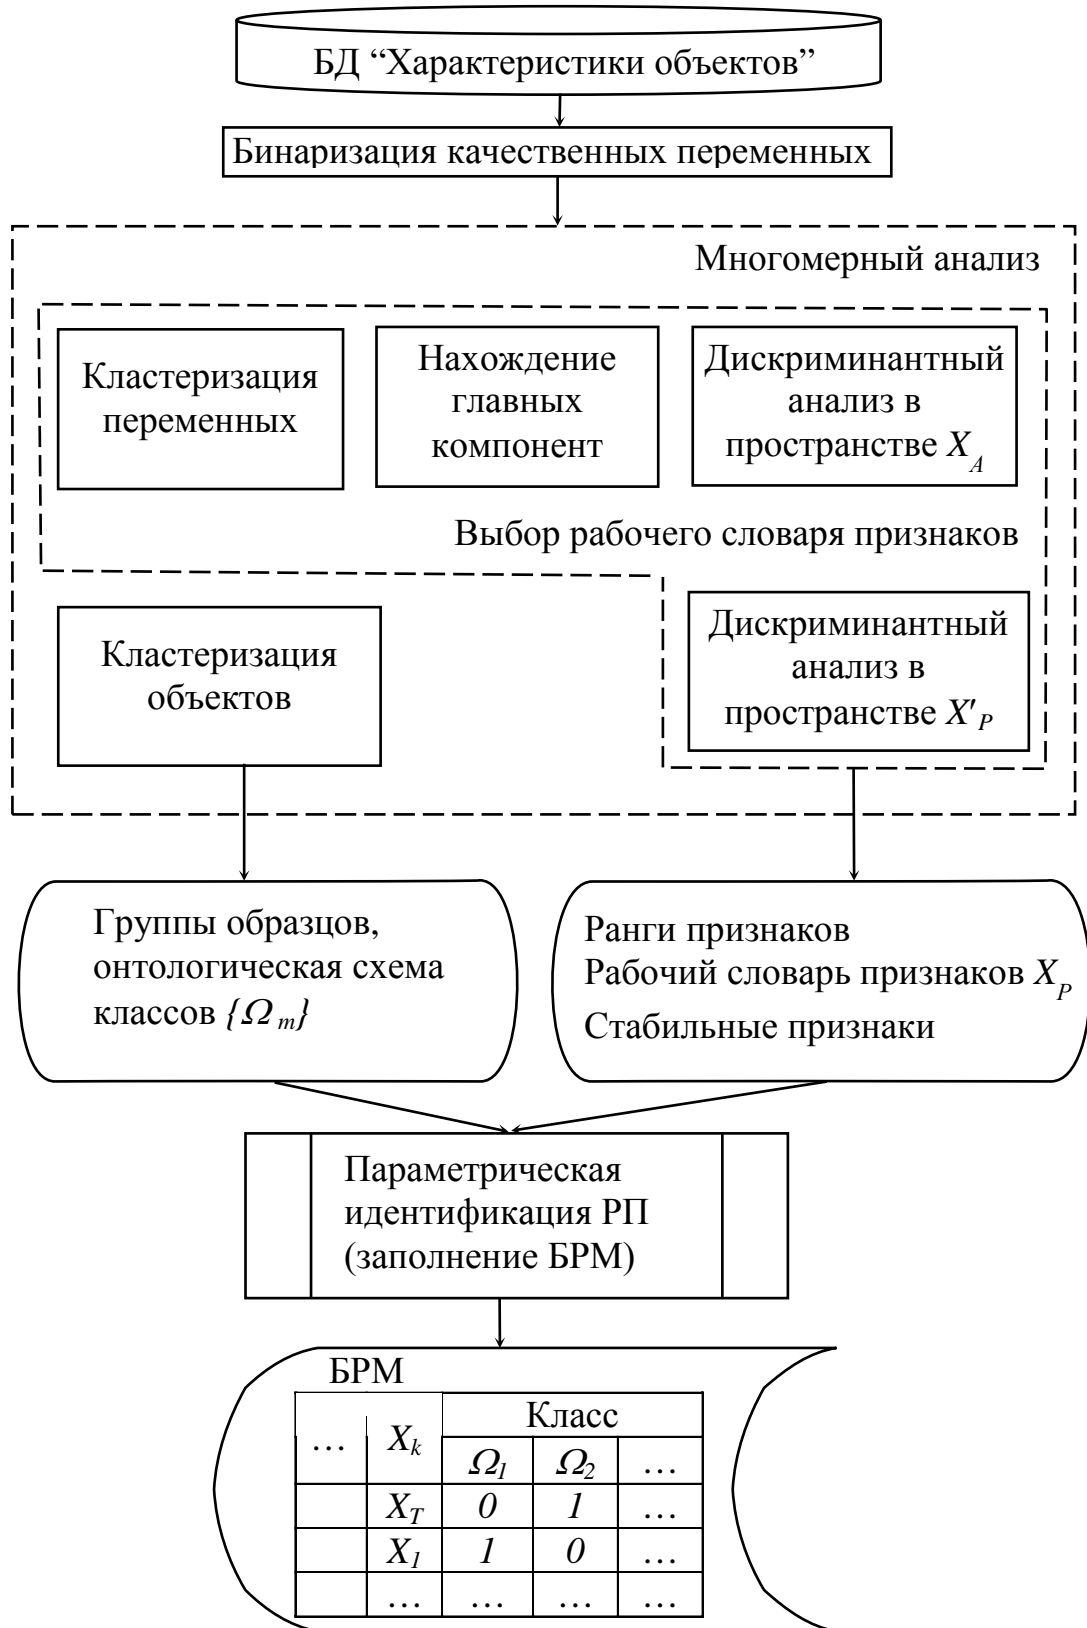 БД “Характеристики объектов”
Бинаризация качественных переменных
Многомерный анализ
Кластеризация
переменных
Нахождение
главных
компонент
Дискриминантный
анализ в
пространстве X_A
Выбор рабочего словаря признаков
Кластеризация
объектов
Дискриминантный
анализ в
пространстве X'_P
Группы образцов,
онтологическая схема
классов {Ω_m}
Ранги признаков
Рабочий словарь признаков X_P
Стабильные признаки
Параметрическая
идентификация РП
(заполнение БРМ)
БРМ
… X_k Класс
Ω_1 Ω_2 …
X_T 0 1 …
X_1 1 0 …
… … … …